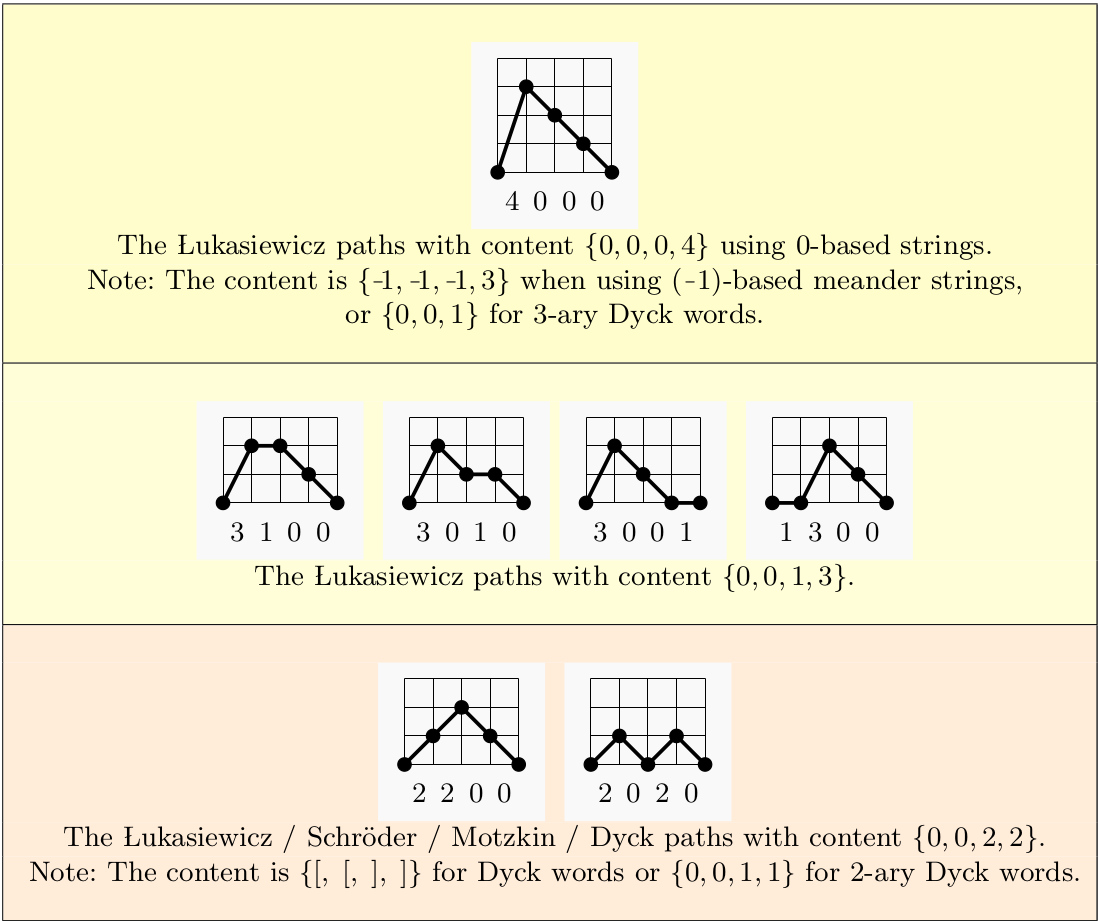 4 0 0 0
The Łukasiewicz paths with content {0, 0, 0, 4} using 0-based strings.
Note: The content is {-1, -1, -1, 3} when using (-1)-based meander strings,
or {0, 0, 1} for 3-ary Dyck words.
3 1 0 0
3 0 1 0
3 0 0 1
1 3 0 0
The Łukasiewicz paths with content {0, 0, 1, 3}.
2 2 0 0
2 0 2 0
The Łukasiewicz / Schröder / Motzkin / Dyck paths with content {0, 0, 2, 2}.
Note: The content is {[, [, ], ]} for Dyck words or {0, 0, 1, 1} for 2-ary Dyck words.